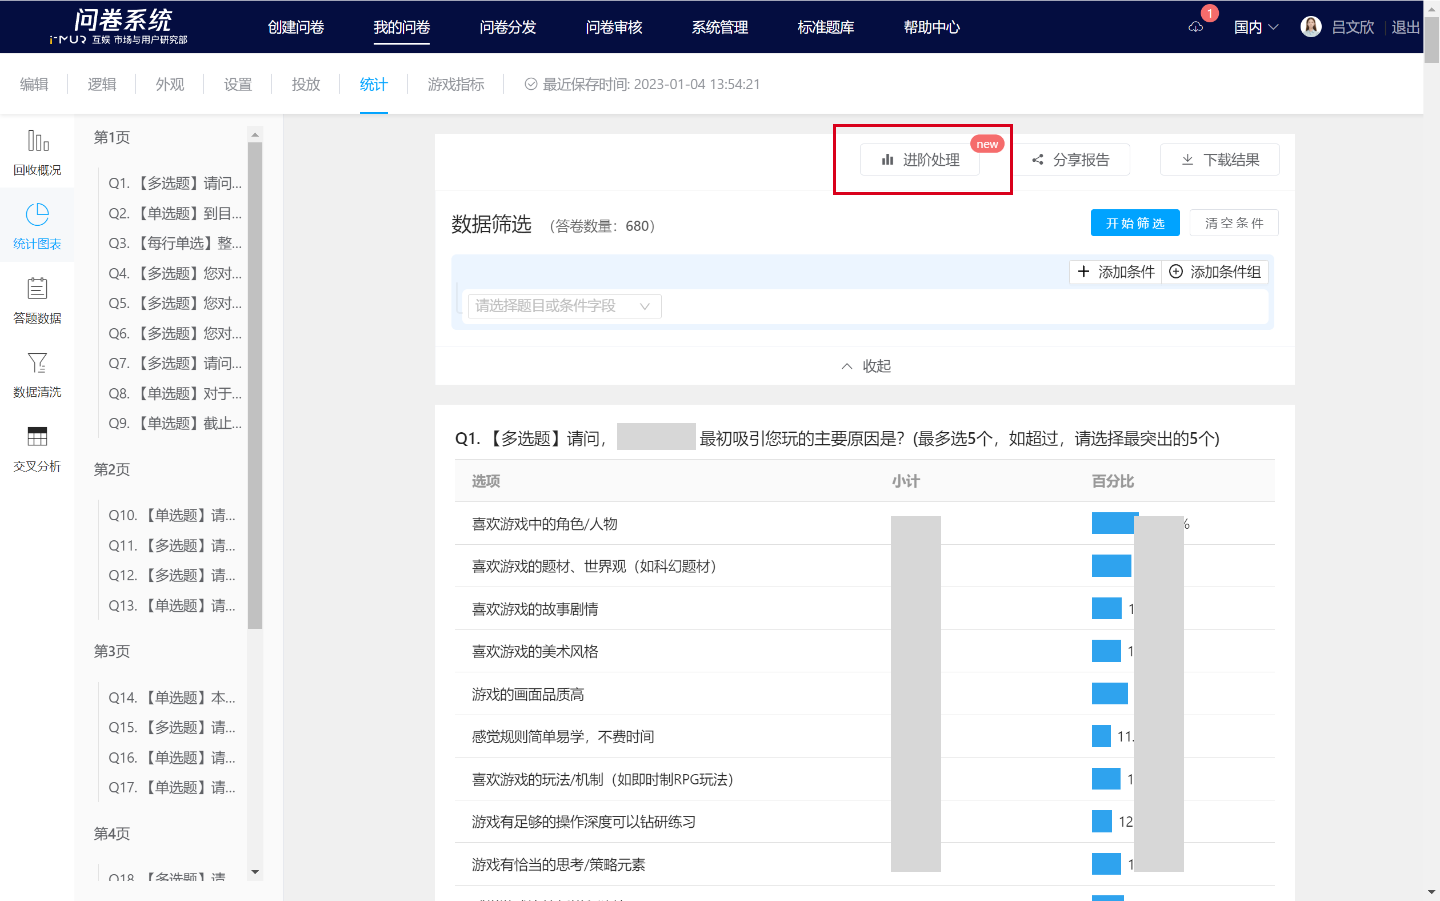 问卷系统
i-MUR 互娱 市场与用户研究部
创建问卷
我的问卷
问卷分发
问卷审核
系统管理
标准题库
帮助中心
1
国内
吕文欣
退出
编辑
逻辑
外观
设置
投放
统计
游戏指标
最近保存时间: 2023-01-04 13:54:21
回收概况
统计图表
答题数据
数据清洗
交叉分析
第1页
Q1. 【多选题】请问...
Q2. 【单选题】到目...
Q3. 【每行单选】整...
Q4. 【多选题】您对...
Q5. 【多选题】您对...
Q6. 【多选题】您对...
Q7. 【多选题】请问...
Q8. 【单选题】对于...
Q9. 【单选题】截止...
第2页
Q10. 【单选题】请...
Q11. 【多选题】请...
Q12. 【多选题】请...
Q13. 【单选题】请...
第3页
Q14. 【单选题】本...
Q15. 【多选题】请...
Q16. 【单选题】请...
Q17. 【单选题】请...
第4页
Q18. 【多选题】请...
进阶处理
new
分享报告
下载结果
数据筛选 （答卷数量：680）
开始筛选
清空条件
添加条件
添加条件组
请选择题目或条件字段
收起
Q1. 【多选题】请问， 最初吸引您玩的主要原因是？(最多选5个，如超过，请选择最突出的5个)
选项 小计 百分比
喜欢游戏中的角色/人物 %
喜欢游戏的题材、世界观（如科幻题材）
喜欢游戏的故事剧情 1
喜欢游戏的美术风格 1
游戏的画面品质高
感觉规则简单易学，不费时间 11.
喜欢游戏的玩法/机制（如即时制RPG玩法） 1
游戏有足够的操作深度可以钻研练习 12
游戏有恰当的思考/策略元素 1